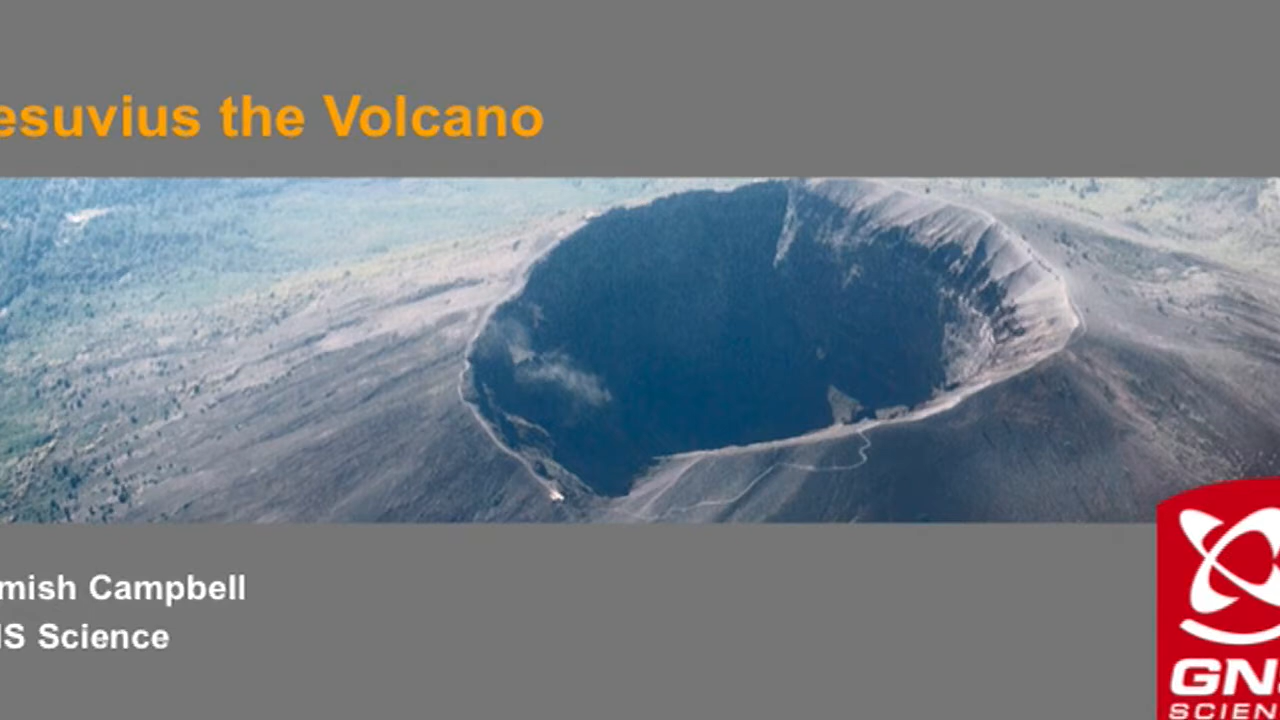 esuvius the Volcano
mish Campbell
IS Science
GN
SCIEN